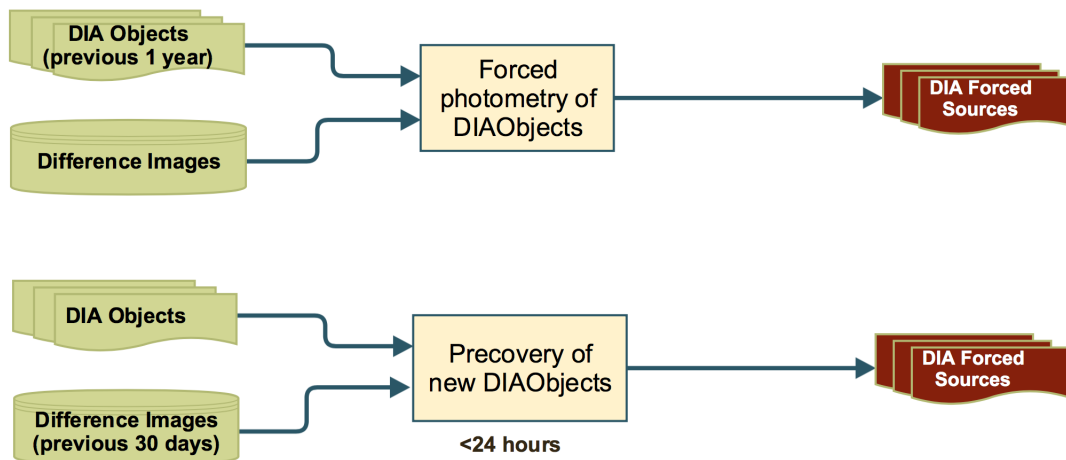 DIA Objects
(previous 1 year)
Difference Images
Forced
photometry of
DIAObjects
DIA Forced
Sources
DIA Objects
Difference Images
(previous 30 days)
Precovery of
new DIAObjects
<24 hours
DIA Forced
Sources